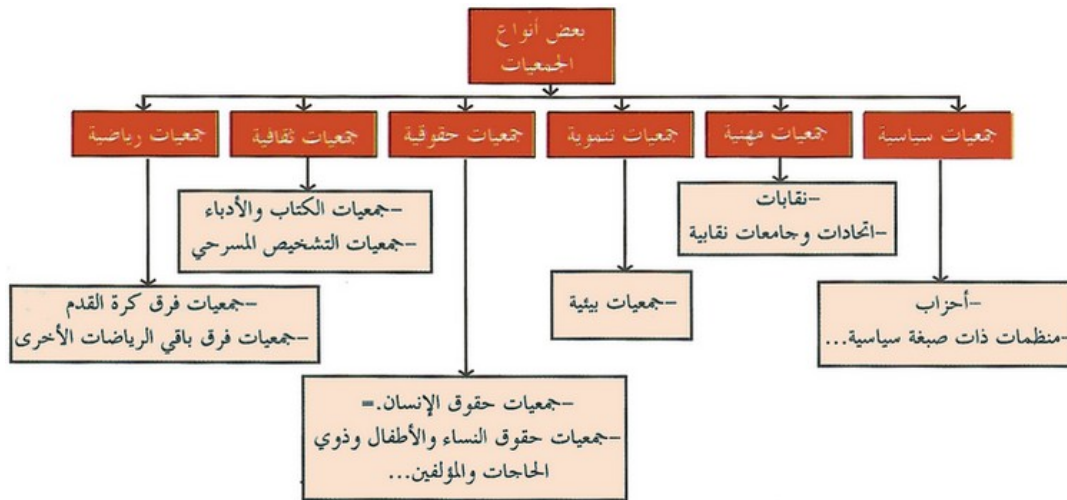 بعض أنواع
الجمعيات
جمعيات سياسية
جمعيات مهنية
جمعيات تنموية
جمعيات حقوقية
جمعيات ثقافية
جمعيات رياضية
-نقابات
-اتحادات وجامعات نقابية
-جمعيات الكتاب والأدباء
-جمعيات التشخيص المسرحي
-أحزاب
-منظمات ذات صبغة سياسية...
-جمعيات بيئية
-جمعيات فرق كرة القدم
-جمعيات فرق باقي الرياضات الأخرى
-جمعيات حقوق الإنسان.=
-جمعيات حقوق النساء والأطفال وذوي
الحاجات والمؤلفين...